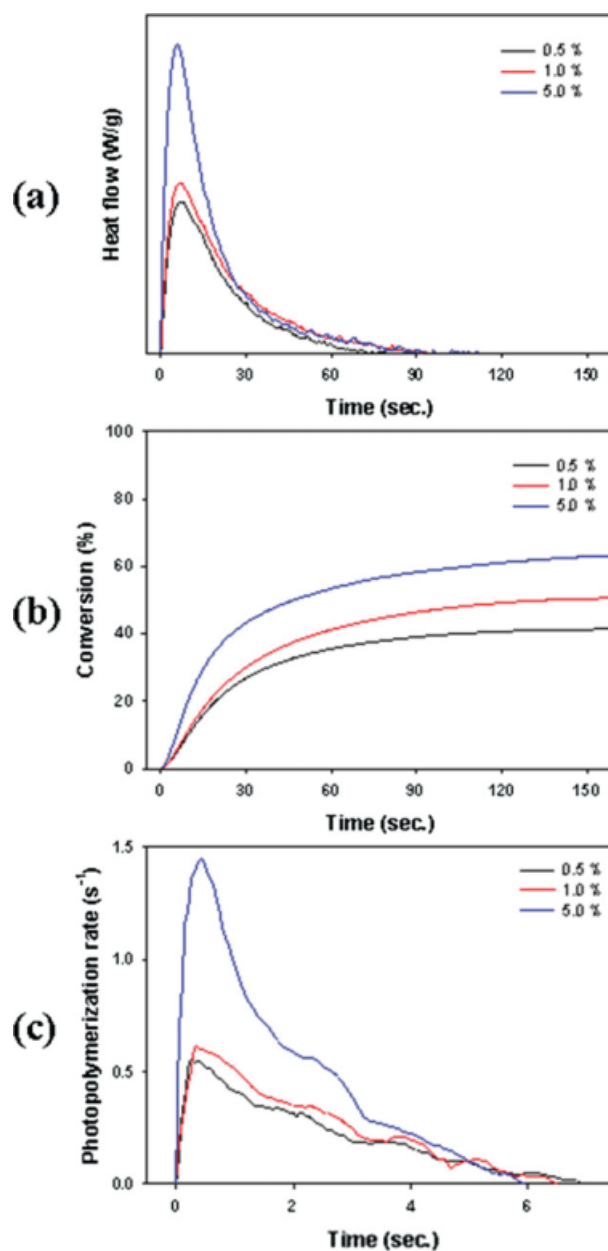 (a)
Heat flow (W/g)
0.5 %
1.0 %
5.0 %
0 30 60 90 120 150
Time (sec.)
(b)
Conversion (%)
100
80
60
40
20
0
0.5 %
1.0 %
5.0 %
0 30 60 90 120 150
Time (sec.)
(c)
Photopolymerization rate (s⁻¹)
1.5
1.0
0.5
0.0
0.5 %
1.0 %
5.0 %
0 2 4 6
Time (sec.)